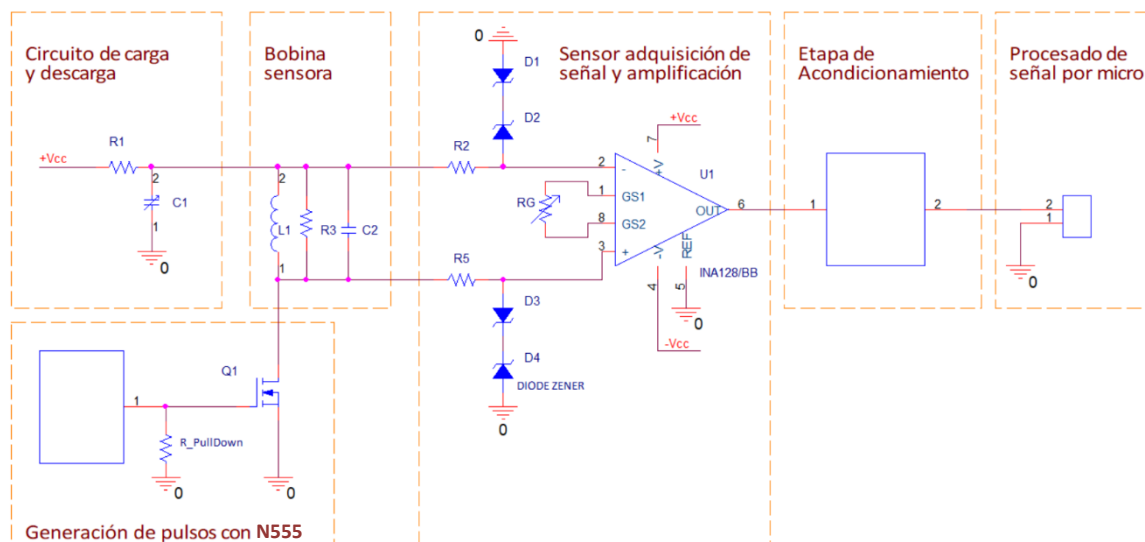 Circuito de carga
y descarga
Bobina
sensora
Sensor adquisición de
señal y amplificación
Etapa de
Acondicionamiento
Procesado de
señal por micro
0
D1
D2
+Vcc
R1
2
C1
1
0
2
L1
1
R3
C2
R2
R5
RG
2
1
8
3
-
GS1
GS2
+
7
+Vcc
+V
U1
OUT
6
-V
REF
INA128/BB
4
5
0
-Vcc
D3
D4
DIODE ZENER
0
1
2
2
1
0
1
Q1
R_PullDown
0
0
Generación de pulsos con N555